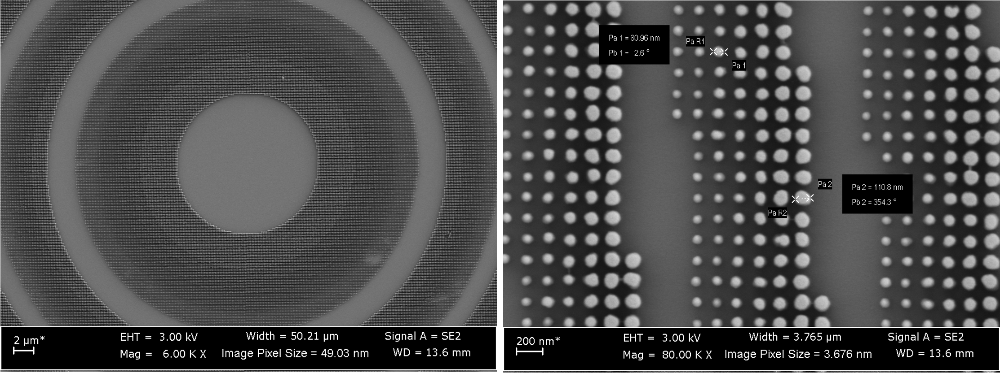 2 µm*
EHT = 3.00 kV
Width = 50.21 µm
Signal A = SE2
Mag = 6.00 K X
Image Pixel Size = 49.03 nm
WD = 13.6 mm
Pa 1 = 80.96 nm
Pb 1 = 2.6 °
Pa R1
Pa 1
Pa 2
Pa 2 = 110.8 nm
Pb 2 = 354.3 °
Pa R2
200 nm*
EHT = 3.00 kV
Width = 3.765 µm
Signal A = SE2
Mag = 80.00 K X
Image Pixel Size = 3.676 nm
WD = 13.6 mm